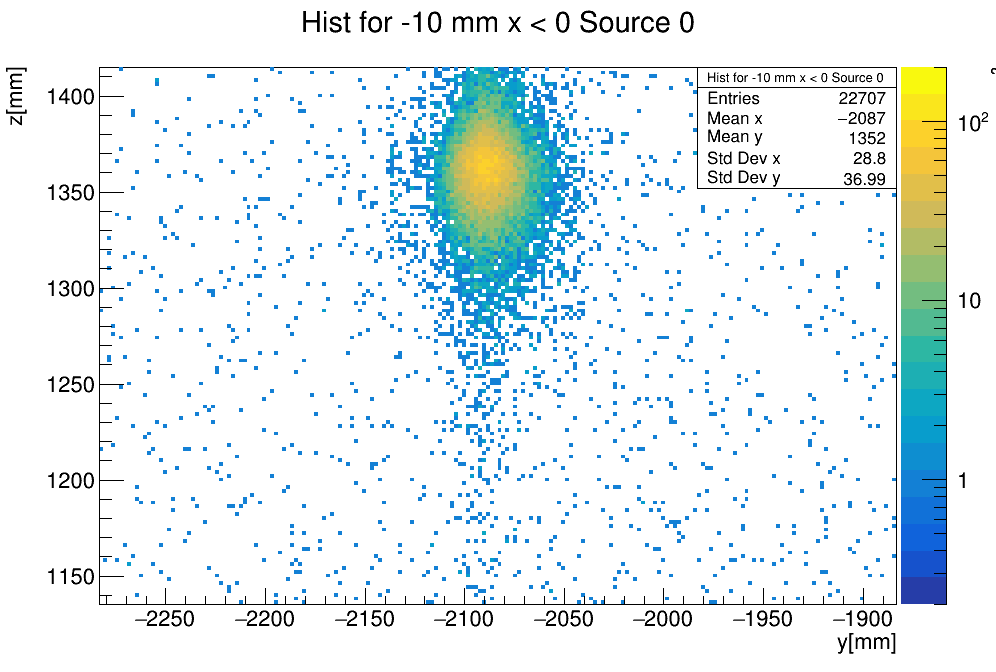 Hist for -10 mm x < 0 Source 0
z[mm]
1400
1350
1300
1250
1200
1150
Hist for -10 mm x < 0 Source 0
Entries 22707
Mean x −2087
Mean y 1352
Std Dev x 28.8
Std Dev y 36.99
10²
10
1
−2250 −2200 −2150 −2100 −2050 −2000 −1950 −1900
y[mm]